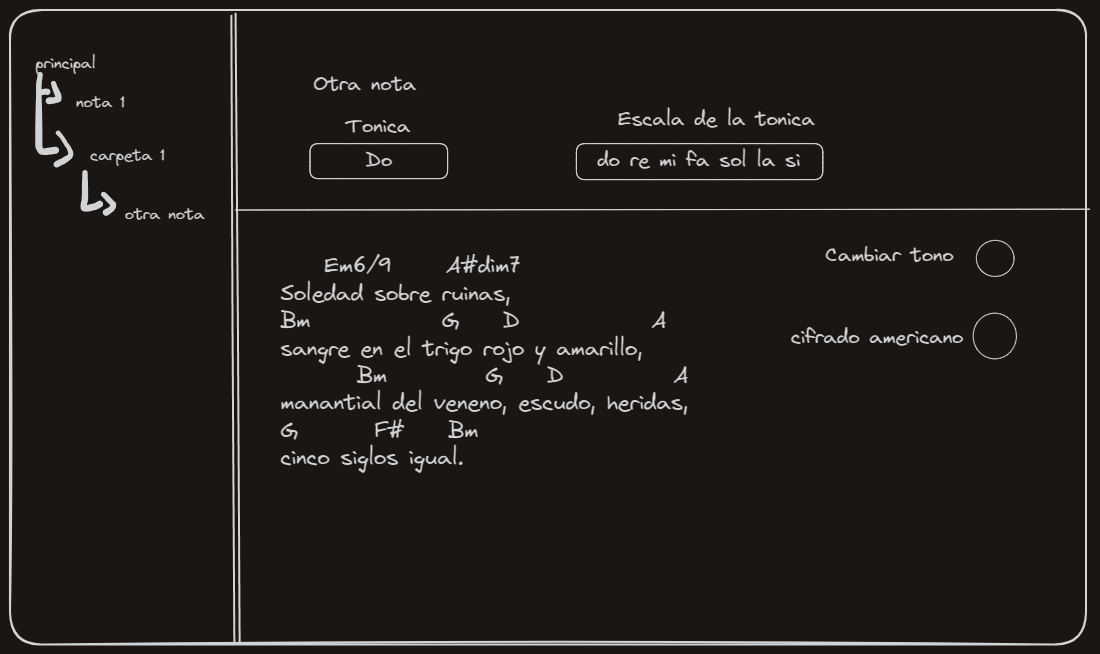 principal
nota 1
carpeta 1
otra nota
Otra nota
Tonica
Do
Escala de la tonica
do re mi fa sol la si
Em6/9 A#dim7
Soledad sobre ruinas,
Bm G D A
sangre en el trigo rojo y amarillo,
Bm G D A
manantial del veneno, escudo, heridas,
G F# Bm
cinco siglos igual.
Cambiar tono
cifrado americano